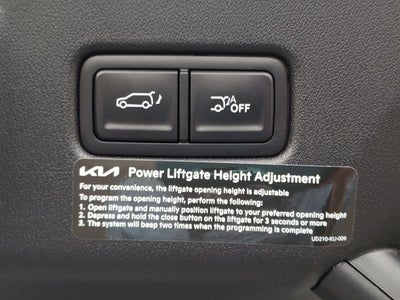 A
OFF
KIA Power Liftgate Height Adjustment
For your convenience, the liftgate opening height is adjustable
To program the opening height, perform the following:
1. Open liftgate and manually position liftgate to your preferred opening height
2. Depress and hold the close button on the liftgate for 3 seconds or more
3. The system will beep two times when the programming is complete
UD210-KU-009